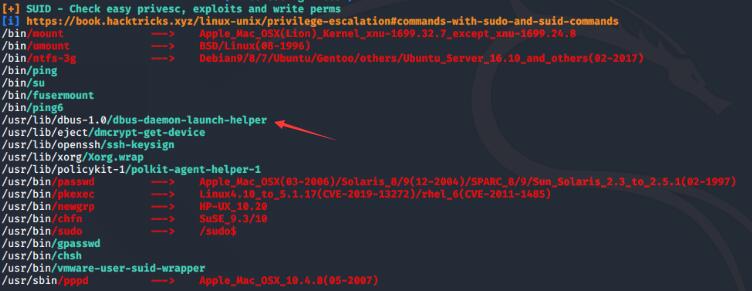 [+] SUID - Check easy privesc, exploits and write perms
[i] https://book.hacktricks.xyz/linux-unix/privilege-escalation#commands-with-sudo-and-suid-commands
/bin/mount ---> Apple_Mac_OSX(Lion)_Kernel_xnu-1699.32.7_except_xnu-1699.24.8
/bin/umount ---> BSD/Linux(08-1996)
/bin/ntfs-3g ---> Debian9/8/7/Ubuntu/Gentoo/others/Ubuntu_Server_16.10_and_others(02-2017)
/bin/ping
/bin/su
/bin/fusermount
/bin/ping6
/usr/lib/dbus-1.0/dbus-daemon-launch-helper
/usr/lib/eject/dmcrypt-get-device
/usr/lib/openssh/ssh-keysign
/usr/lib/xorg/Xorg.wrap
/usr/lib/policykit-1/polkit-agent-helper-1
/usr/bin/passwd ---> Apple_Mac_OSX(03-2006)/Solaris_8/9(12-2004)/SPARC_8/9/Sun_Solaris_2.3_to_2.5.1(02-1997)
/usr/bin/pkexec ---> Linux4.10_to_5.1.17(CVE-2019-13272)/rhel_6(CVE-2011-1485)
/usr/bin/newgrp ---> HP-UX_10.20
/usr/bin/chfn ---> SuSE_9.3/10
/usr/bin/sudo ---> /sudo$
/usr/bin/gpasswd
/usr/bin/chsh
/usr/bin/vmware-user-suid-wrapper
/usr/sbin/pppd ---> Apple_Mac_OSX_10.4.8(05-2007)